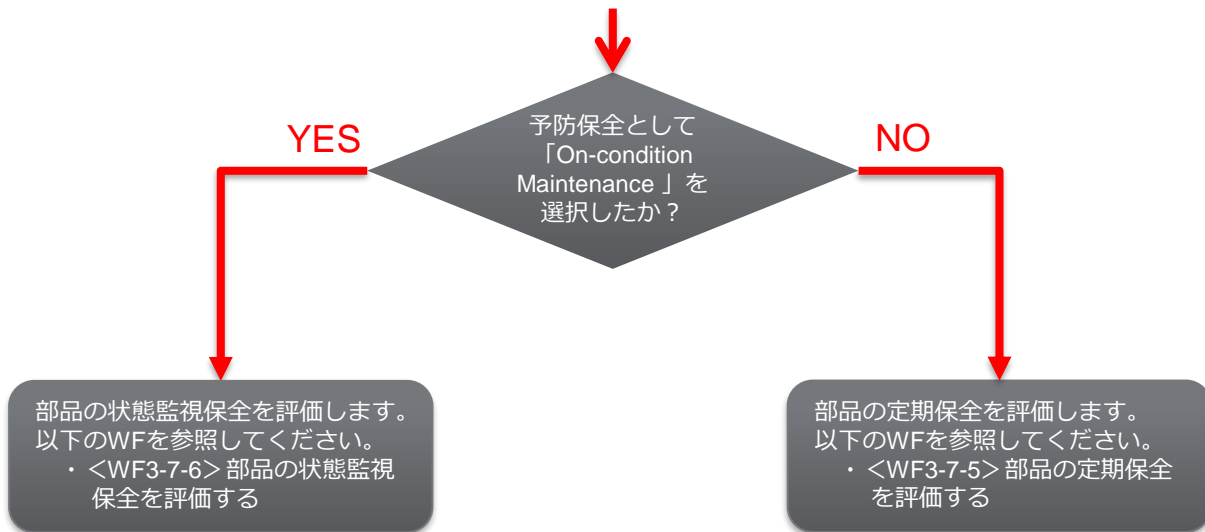 予防保全として
「On-condition
Maintenance 」を
選択したか？
YES
NO
部品の状態監視保全を評価します。
以下のWFを参照してください。
・<WF3-7-6>部品の状態監視
保全を評価する
部品の定期保全を評価します。
以下のWFを参照してください。
・<WF3-7-5>部品の定期保全
を評価する